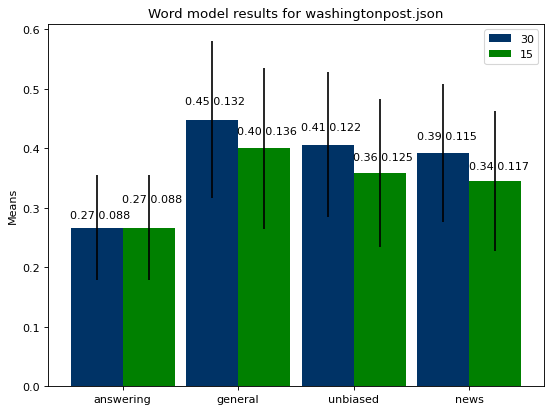 Word model results for washingtonpost.json
30
15
Means
0.6
0.5
0.4
0.3
0.2
0.1
0.0
0.27 0.088
0.27 0.088
0.45 0.132
0.40 0.136
0.41 0.122
0.36 0.125
0.39 0.115
0.34 0.117
answering
general
unbiased
news